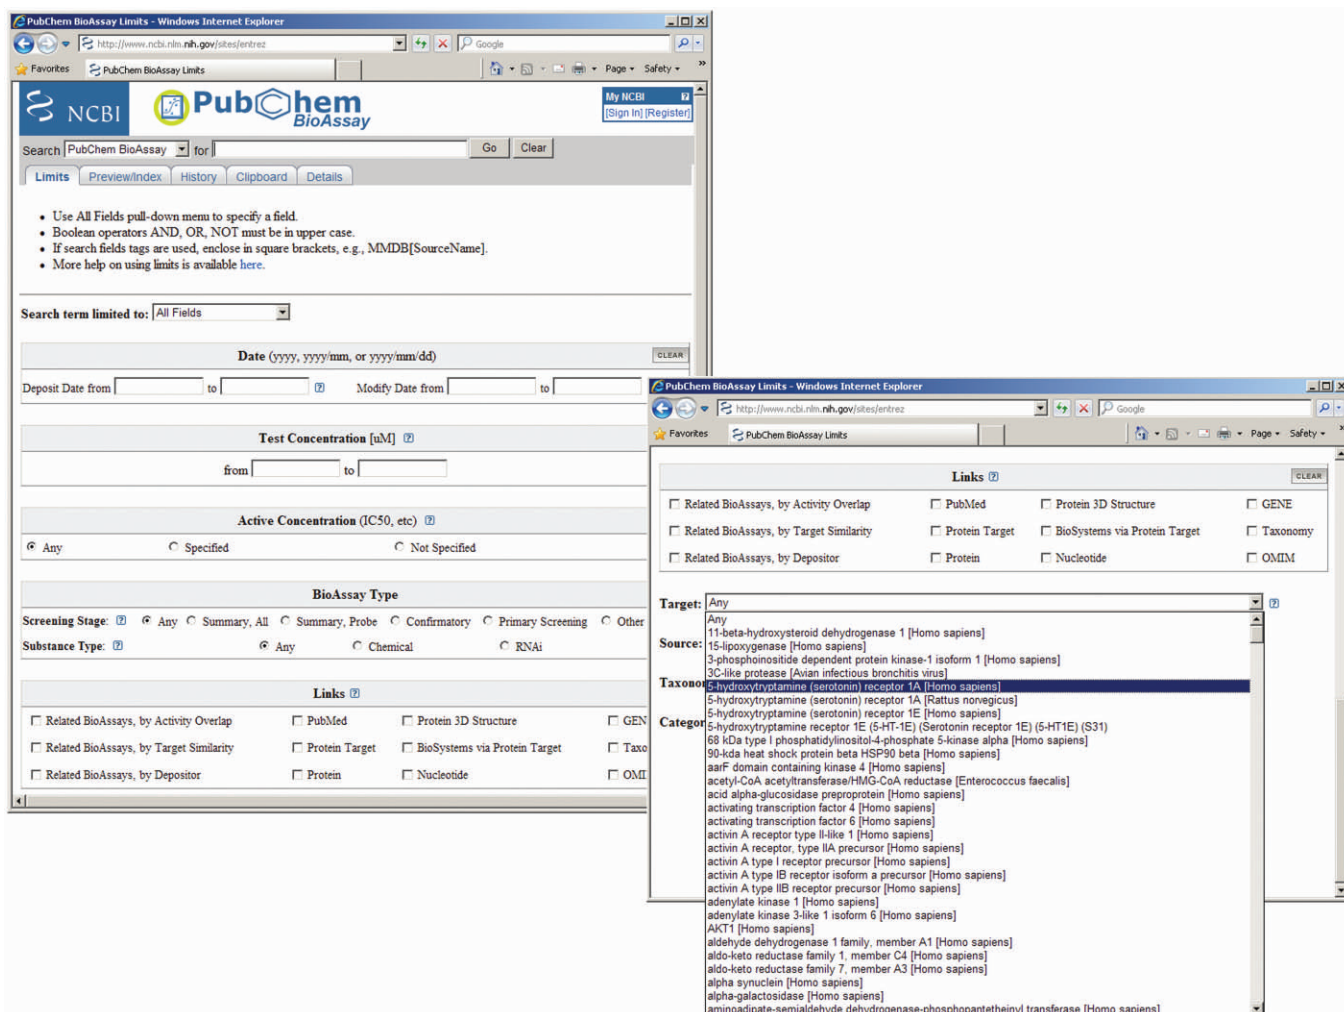 PubChem BioAssay Limits - Windows Internet Explorer
http://www.ncbi.nlm.nih.gov/sites/entrez
Google
Favorites
PubChem BioAssay Limits
Page
Safety
»
NCBI
PubChem
BioAssay
My NCBI
[Sign In] [Register]
Search PubChem BioAssay for
Go
Clear
Limits
Preview/Index
History
Clipboard
Details
• Use All Fields pull-down menu to specify a field.
• Boolean operators AND, OR, NOT must be in upper case.
• If search fields tags are used, enclose in square brackets, e.g., MMDB[SourceName].
• More help on using limits is available here.
Search term limited to: All Fields
Date (yyyy, yyyy/mm, or yyyy/mm/dd)
CLEAR
Deposit Date from to ? Modify Date from to
Test Concentration [uM] ?
from to
Active Concentration (IC50, etc) ?
Any Specified Not Specified
BioAssay Type
Screening Stage: ? Any Summary, All Summary, Probe Confirmatory Primary Screening Other
Substance Type: ? Any Chemical RNAi
Links ?
Related BioAssays, by Activity Overlap PubMed Protein 3D Structure GEN
Related BioAssays, by Target Similarity Protein Target BioSystems via Protein Target Taxo
Related BioAssays, by Depositor Protein Nucleotide OMI
PubChem BioAssay Limits - Windows Internet Explorer
http://www.ncbi.nlm.nih.gov/sites/entrez
Google
Favorites
PubChem BioAssay Limits
Page
Safety
»
Links ?
CLEAR
Related BioAssays, by Activity Overlap PubMed Protein 3D Structure GENE
Related BioAssays, by Target Similarity Protein Target BioSystems via Protein Target Taxonomy
Related BioAssays, by Depositor Protein Nucleotide OMIM
Target: Any ?
Source:
Taxonor
Categor
Any
11-beta-hydroxysteroid dehydrogenase 1 [Homo sapiens]
15-lipoxygenase [Homo sapiens]
3-phosphoinositide dependent protein kinase-1 isoform 1 [Homo sapiens]
3C-like protease [Avian infectious bronchitis virus]
5-hydroxytryptamine (serotonin) receptor 1A [Homo sapiens]
5-hydroxytryptamine (serotonin) receptor 1A [Rattus norvegicus]
5-hydroxytryptamine (serotonin) receptor 1E [Homo sapiens]
5-hydroxytryptamine receptor 1E (5-HT-1E) (Serotonin receptor 1E) (5-HT1E) (S31)
68 kDa type I phosphatidylinositol-4-phosphate 5-kinase alpha [Homo sapiens]
90-kda heat shock protein beta HSP90 beta [Homo sapiens]
aarF domain containing kinase 4 [Homo sapiens]
acetyl-CoA acetyltransferase/HMG-CoA reductase [Enterococcus faecalis]
acid alpha-glucosidase preproprotein [Homo sapiens]
activating transcription factor 4 [Homo sapiens]
activating transcription factor 6 [Homo sapiens]
activin A receptor type II-like 1 [Homo sapiens]
activin A receptor, type IIA precursor [Homo sapiens]
activin A type I receptor precursor [Homo sapiens]
activin A type IB receptor isoform a precursor [Homo sapiens]
activin A type IIB receptor precursor [Homo sapiens]
adenylate kinase 1 [Homo sapiens]
adenylate kinase 3-like 1 isoform 6 [Homo sapiens]
AKT1 [Homo sapiens]
aldehyde dehydrogenase 1 family, member A1 [Homo sapiens]
aldo-keto reductase family 1, member C4 [Homo sapiens]
aldo-keto reductase family 7, member A3 [Homo sapiens]
alpha synuclein [Homo sapiens]
alpha-galactosidase [Homo sapiens]
aminoadipate-semialdehyde dehydrogenase-phosphopantetheinyl transferase [Homo sapiens]